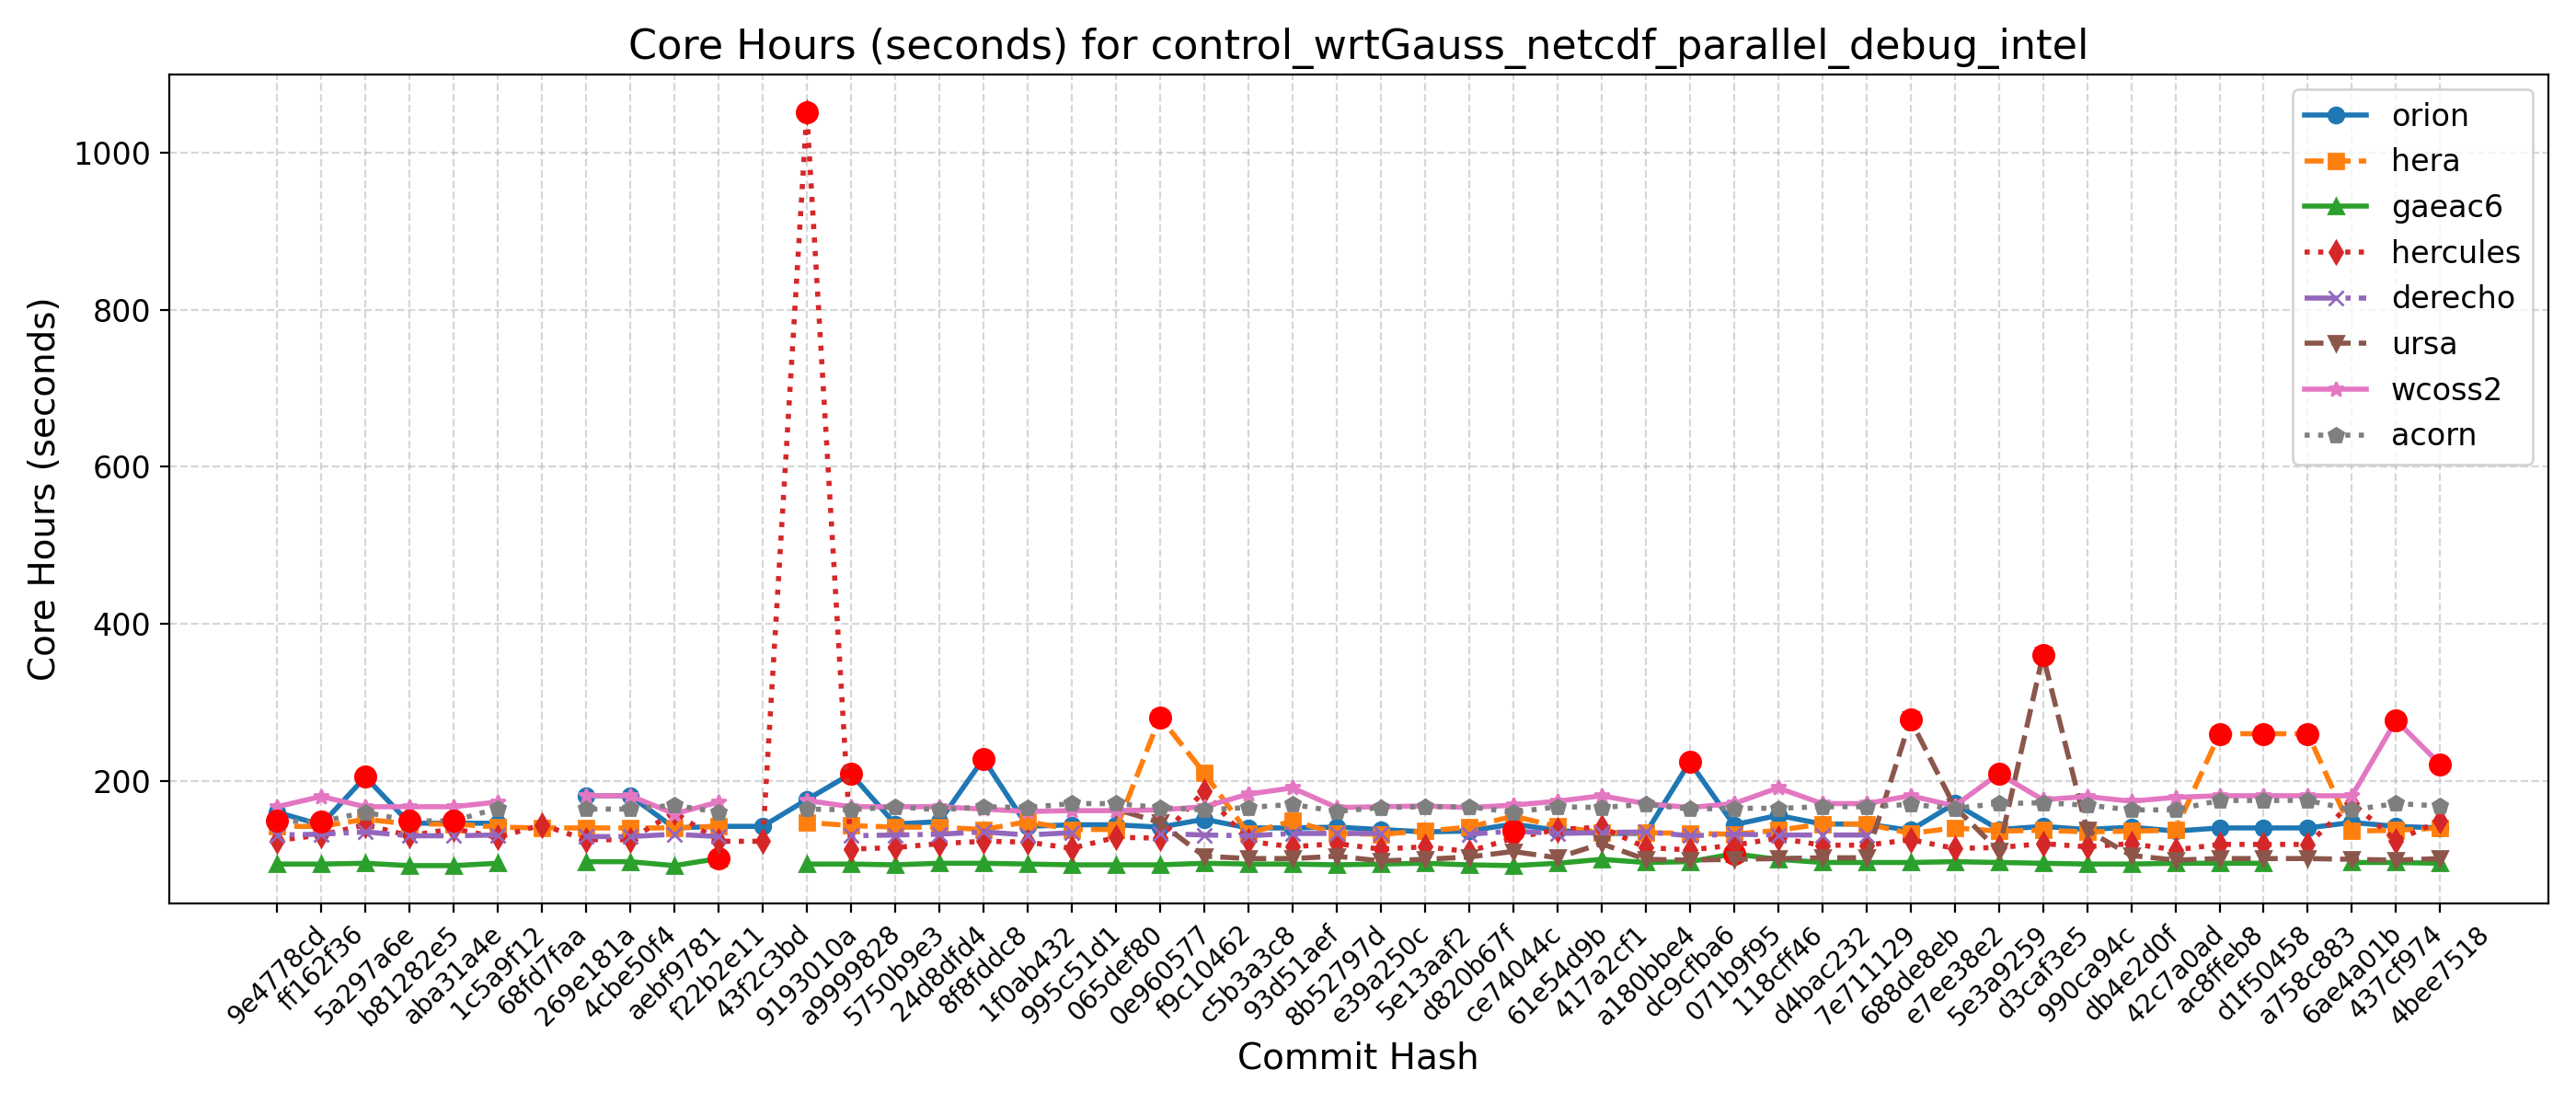 Core Hours (seconds) for control_wrtGauss_netcdf_parallel_debug_intel
Core Hours (seconds)
1000
800
600
400
200
orion
hera
gaeac6
hercules
derecho
ursa
wcoss2
acorn
9e4778cd
ff162f36
5a297a6e
b81282e5
aba31a4e
1c5a9f12
68fd7faa
269e181a
4cbe50f4
aebf9781
f22b2e11
43f2c3bd
9193010a
a9999828
5750b9e3
24d8dfd4
8f8fddc8
1f0ab432
995c51d1
065def80
0e960577
f9c10462
c5b3a3c8
93d51aef
8b52797d
e39a250c
5e13aaf2
d820b67f
ce74044c
61e54d9b
417a2cf1
a180bbe4
dc9cfba6
071b9f95
118cff46
d4bac232
7e711129
688de8eb
e7ee38e2
5e3a9259
d3caf3e5
990ca94c
db4e2d0f
42c7a0ad
ac8ffeb8
d1f50458
a758c883
6ae4a01b
437cf974
4bee7518
Commit Hash